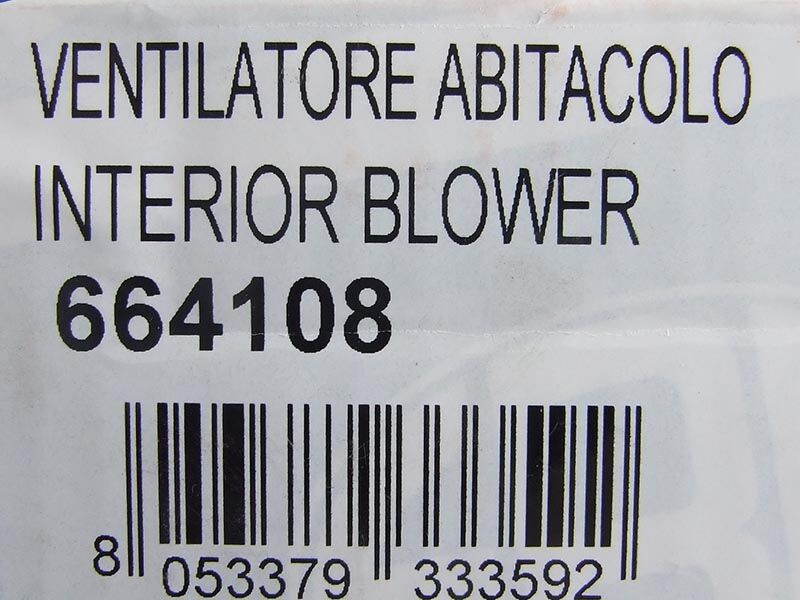 VENTILATORE ABITACOLO
INTERIOR BLOWER
664108
8 053379 333592